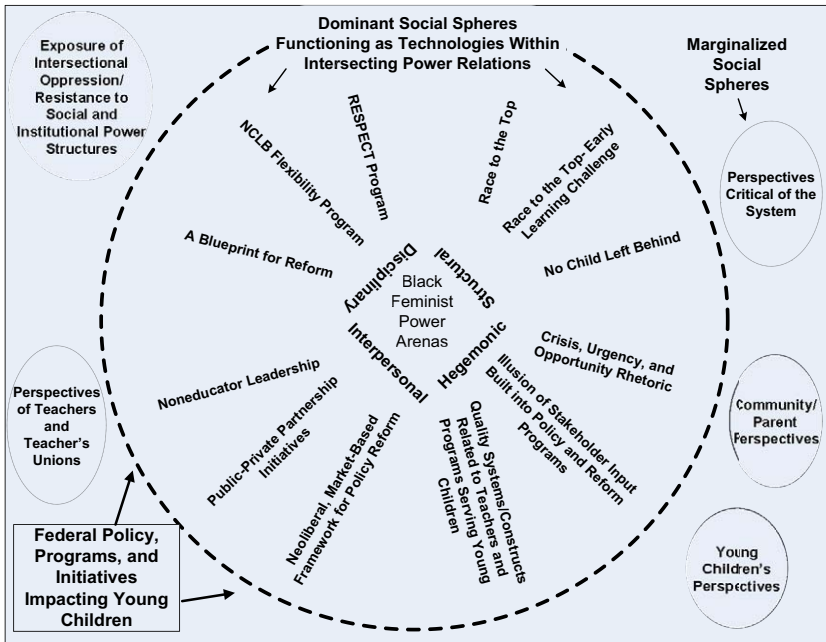 Dominant Social Spheres
Functioning as Technologies Within
Intersecting Power Relations
Exposure of
Intersectional
Oppression/
Resistance to
Social and
Institutional Power
Structures
Marginalized
Social
Spheres
RESPECT Program
NCLB Flexibility Program
A Blueprint for Reform
Race to the Top
Race to the Top- Early
Learning Challenge
No Child Left Behind
Perspectives
Critical of the
System
Disciplinary
Structural
Black
Feminist
Power
Arenas
Interpersonal
Hegemonic
Noneducator Leadership
Public-Private Partnership
Initiatives
Neoliberal, Market-Based
Framework for Policy Reform
Crisis, Urgency, and
Opportunity Rhetoric
Illusion of Stakeholder Input
Built into Policy and Reform
Programs
Quality Systems/Constructs
Related to Teachers and
Programs Serving Young
Children
Perspectives
of Teachers and
Teacher's
Unions
Community/
Parent
Perspectives
Federal Policy,
Programs, and
Initiatives
Impacting Young
Children
Young
Children's
Perspectives